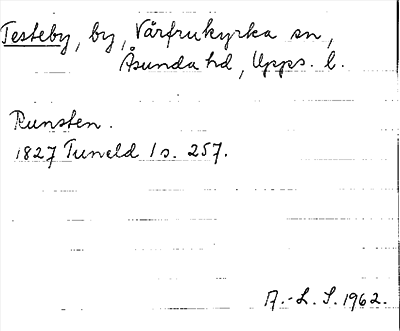 Testeby, by, Vårfrukyrka sn,
Åsunda hd, Upps. l.
Runsten.
1827 Tuneld 1 s. 257.
A.-L. S. 1962.